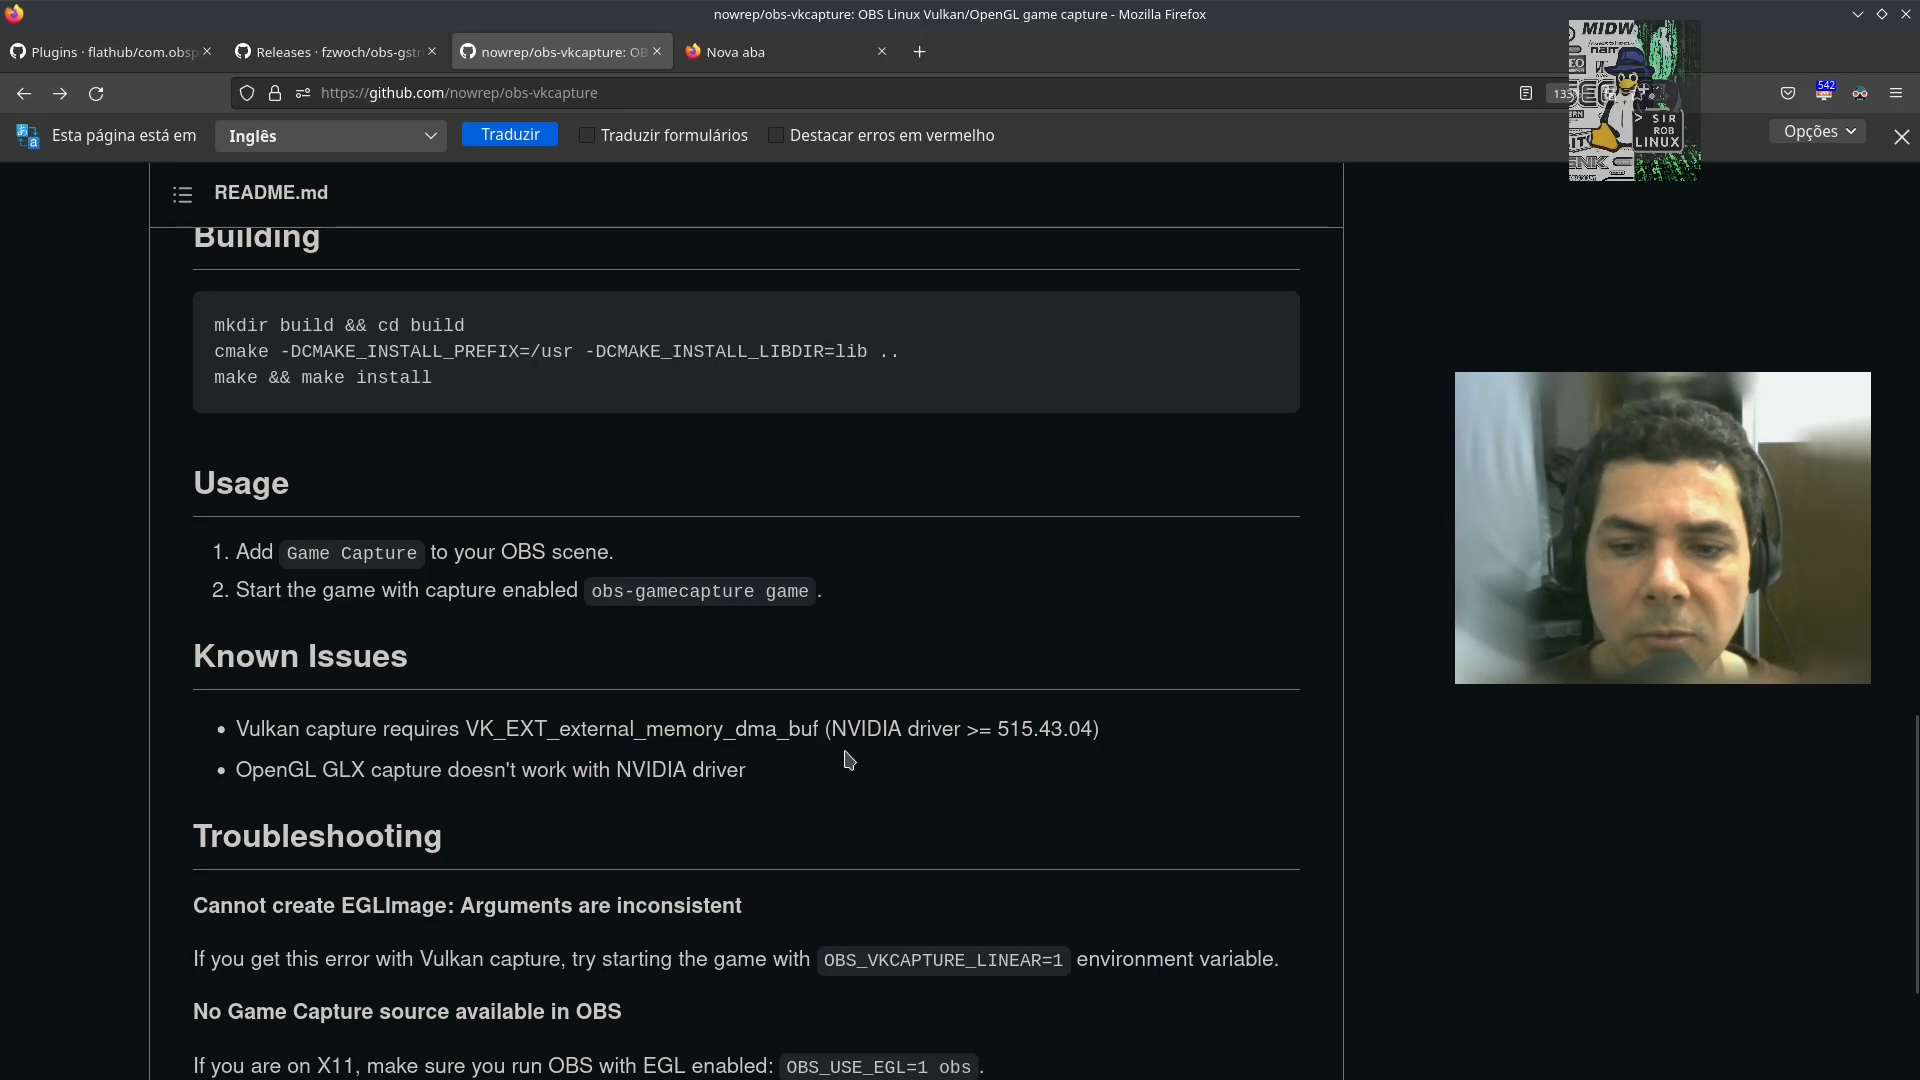 nowrep/obs-vkcapture: OBS Linux Vulkan/OpenGL game capture - Mozilla Firefox
Plugins · flathub/com.obsp
Releases · fzwoch/obs-gst
nowrep/obs-vkcapture: OB
Nova aba
https://github.com/nowrep/obs-vkcapture
133
542
Esta página está em
Inglês
Traduzir
Traduzir formulários
Destacar erros em vermelho
Opções
MIDW
> SIR
ROB
LINUX
README.md
Building
mkdir build && cd build
cmake -DCMAKE_INSTALL_PREFIX=/usr -DCMAKE_INSTALL_LIBDIR=lib ..
make && make install
Usage
1. Add Game Capture to your OBS scene.
2. Start the game with capture enabled obs-gamecapture game.
Known Issues
• Vulkan capture requires VK_EXT_external_memory_dma_buf (NVIDIA driver >= 515.43.04)
• OpenGL GLX capture doesn't work with NVIDIA driver
Troubleshooting
Cannot create EGLImage: Arguments are inconsistent
If you get this error with Vulkan capture, try starting the game with OBS_VKCAPTURE_LINEAR=1 environment variable.
No Game Capture source available in OBS
If you are on X11, make sure you run OBS with EGL enabled: OBS_USE_EGL=1 obs.